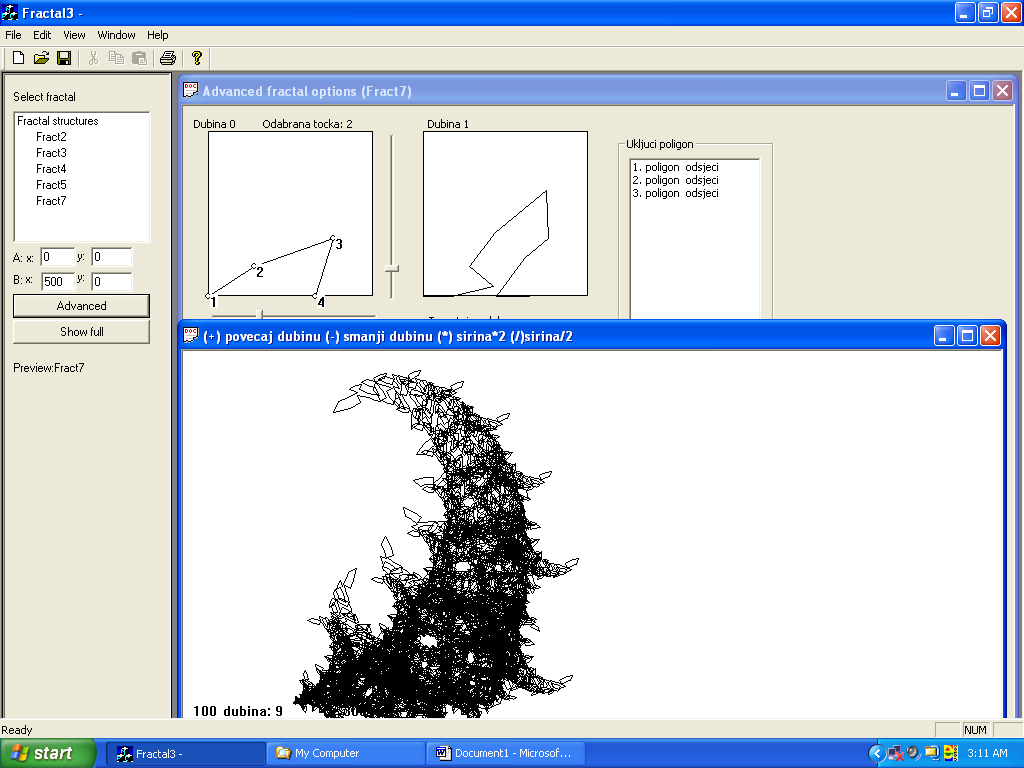 Fractal3 -
File Edit View Window Help
Select fractal
Fractal structures
Fract2
Fract3
Fract4
Fract5
Fract7
A: x: 0 y: 0
B: x: 500 y: 0
Advanced
Show full
Preview:Fract7
Advanced fractal options (Fract7)
Dubina 0 Odabrana tocka: 2 Dubina 1
1 2 3 4
Ukljuci poligon
1. poligon odsjeci
2. poligon odsjeci
3. poligon odsjeci
(+) povecaj dubinu (-) smanji dubinu (*) sirina*2 (/)sirina/2
100 dubina: 9
Ready NUM
start Fractal3 - My Computer Document1 - Microsof... 3:11 AM